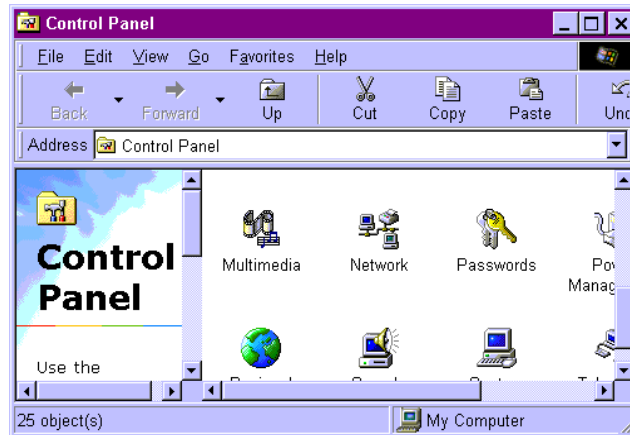 Control Panel
File Edit View Go Favorites Help
Back Forward Up Cut Copy Paste
Address Control Panel
Control
Panel
Use the
Multimedia Network Passwords
25 object(s) My Computer